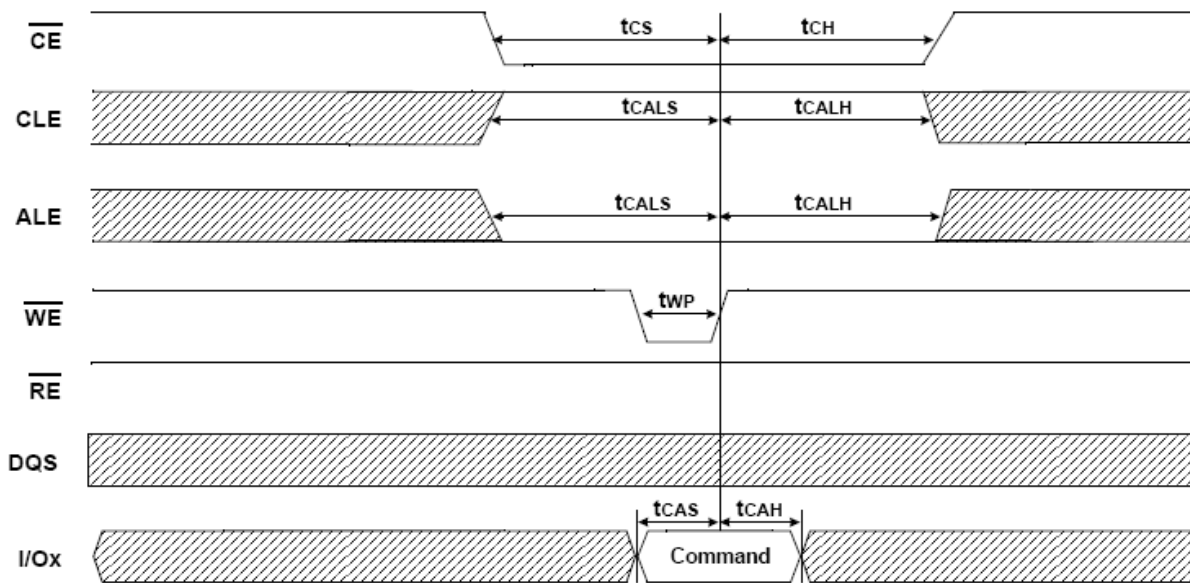 CE tCS tCH
CLE tCALS tCALH
ALE tCALS tCALH
WE tWP
RE
DQS
tCAS tCAH
I/Ox Command